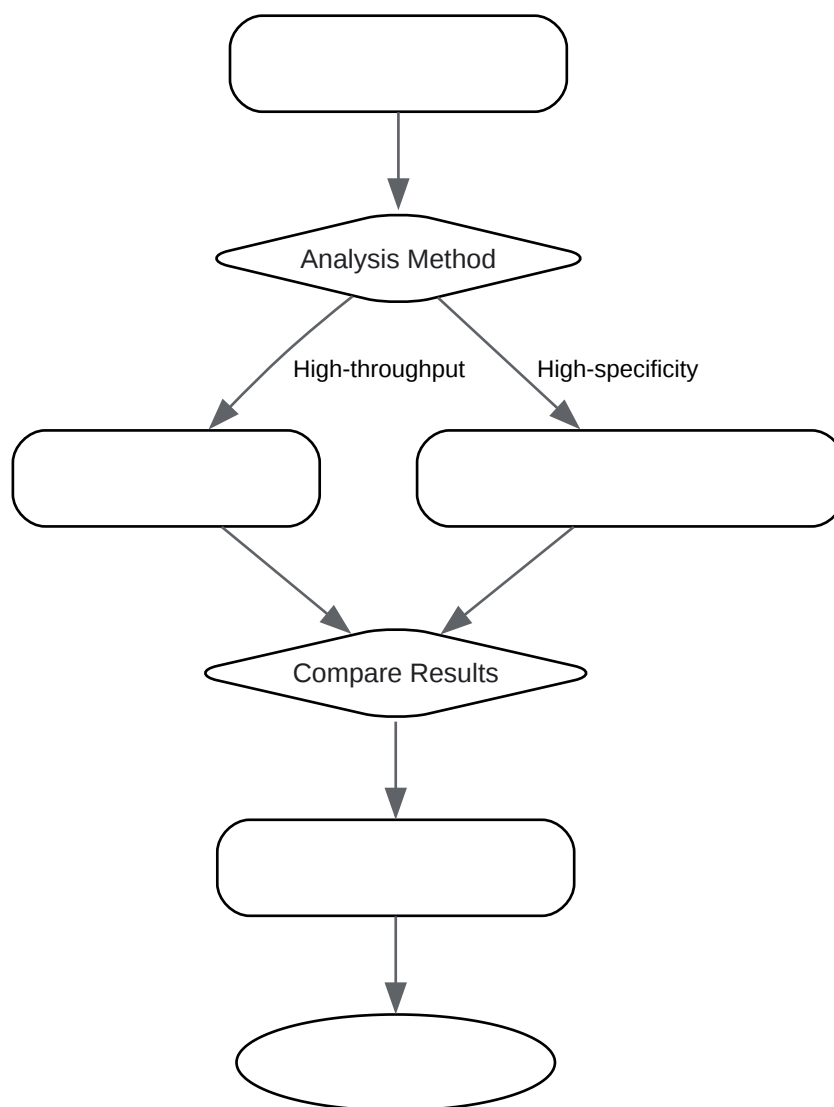 Analysis Method
High-throughput
High-specificity
Compare Results